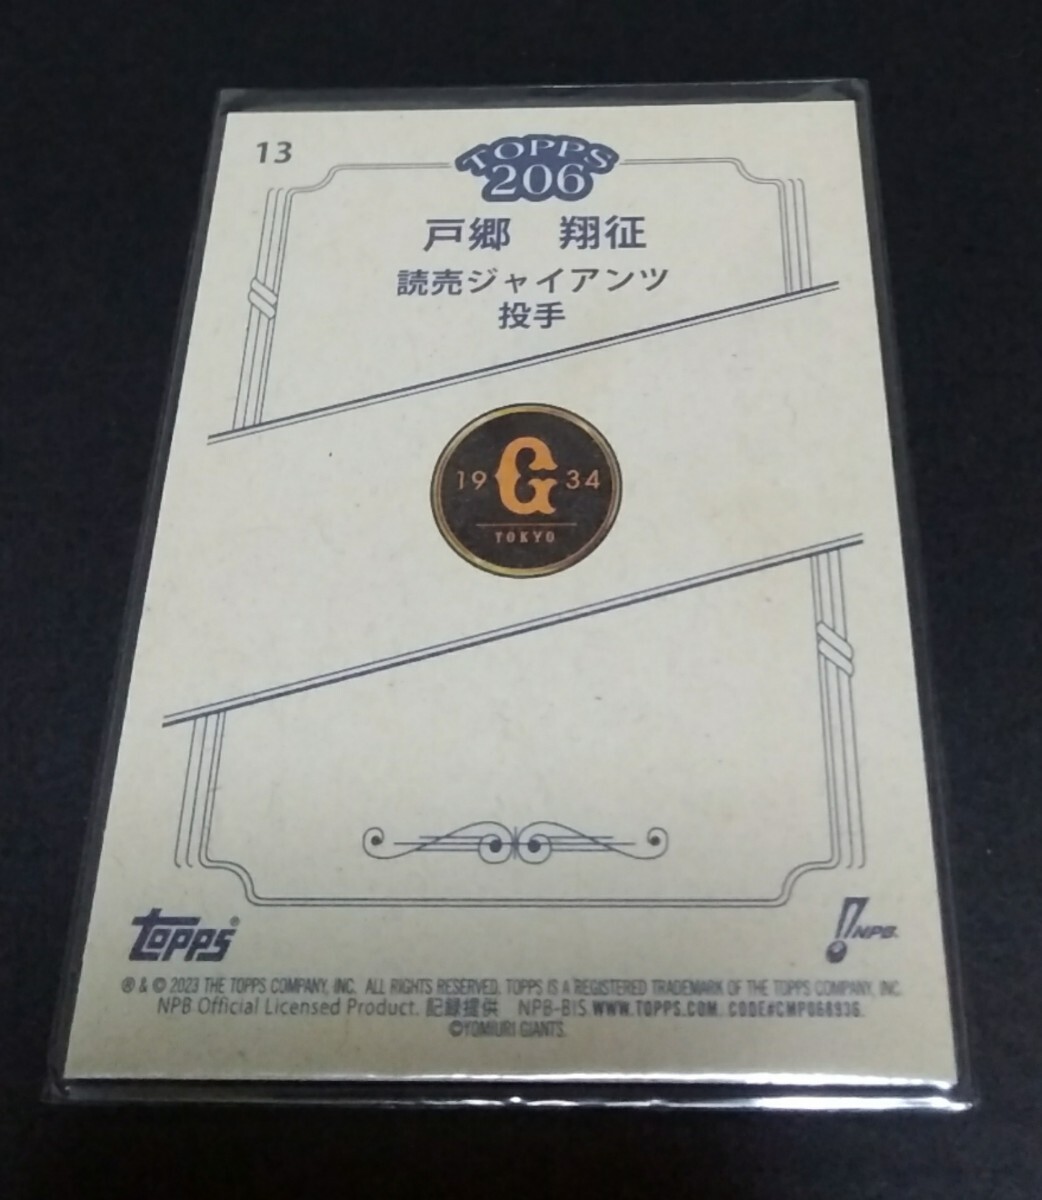 13
TOPPS
206
戸郷　翔征
読売ジャイアンツ
投手
19 G 34
TOKYO
topps®
NPB.
® & © 2023 THE TOPPS COMPANY, INC. ALL RIGHTS RESERVED. TOPPS IS A REGISTERED TRADEMARK OF THE TOPPS COMPANY, INC.
NPB Official Licensed Product. 記録提供 NPB-BIS WWW.TOPPS.COM. CODE#CMP068936.
©YOMIURI GIANTS.